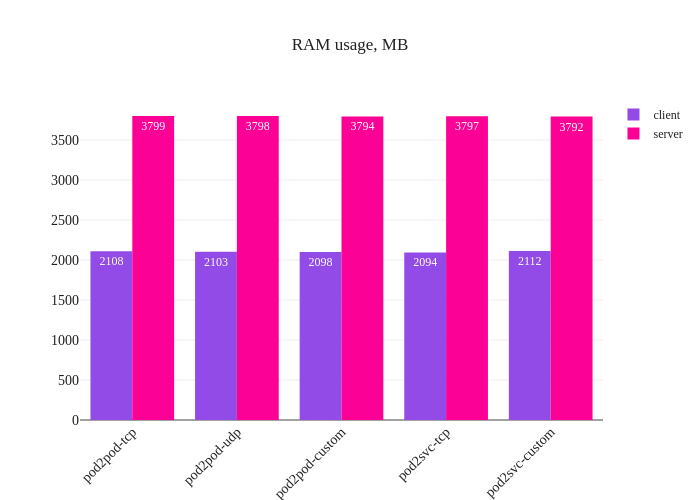 RAM usage, MB
client
server
3500
3000
2500
2000
1500
1000
500
0
3799
3798
3794
3797
3792
2108
2103
2098
2094
2112
pod2pod-tcp
pod2pod-udp
pod2pod-custom
pod2svc-tcp
pod2svc-custom